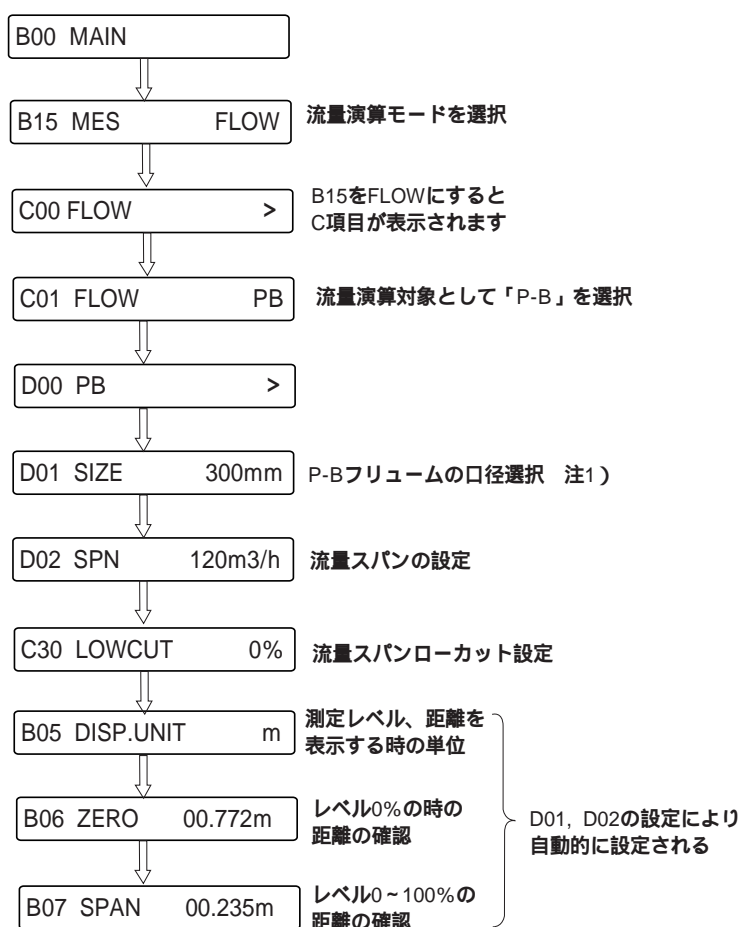 B00 MAIN
B15 MES FLOW
流量演算モードを選択
C00 FLOW >
B15をFLOWにすると
C項目が表示されます
C01 FLOW PB
流量演算対象として「P-B」を選択
D00 PB >
D01 SIZE 300mm
P-Bフリュームの口径選択 注1）
D02 SPN 120m3/h
流量スパンの設定
C30 LOWCUT 0%
流量スパンローカット設定
B05 DISP.UNIT m
測定レベル、距離を
表示する時の単位
B06 ZERO 00.772m
レベル0%の時の
距離の確認
D01, D02の設定により
自動的に設定される
B07 SPAN 00.235m
レベル0~100%の
距離の確認